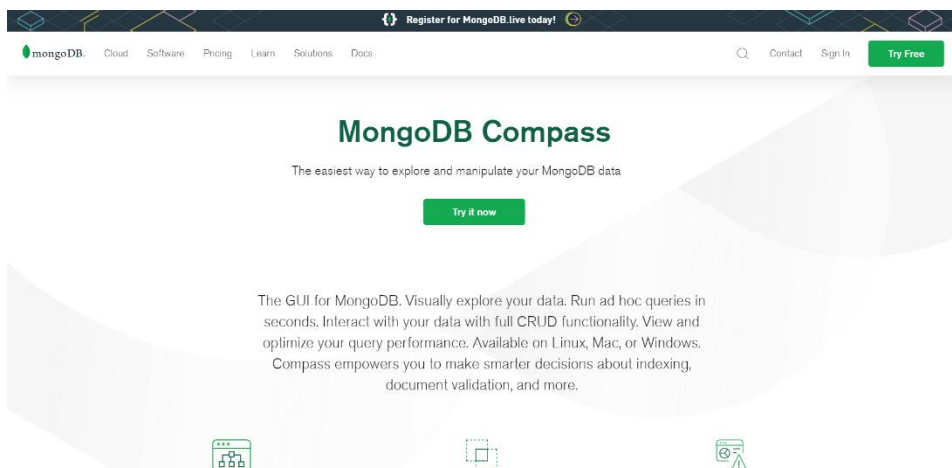 Register for MongoDB.live today!
mongoDB. Cloud Software Pricing Learn Solutions Docs Contact Sign In Try Free
MongoDB Compass
The easiest way to explore and manipulate your MongoDB data
Try it now
The GUI for MongoDB. Visually explore your data. Run ad hoc queries in
seconds. Interact with your data with full CRUD functionality. View and
optimize your query performance. Available on Linux, Mac, or Windows.
Compass empowers you to make smarter decisions about indexing,
document validation, and more.